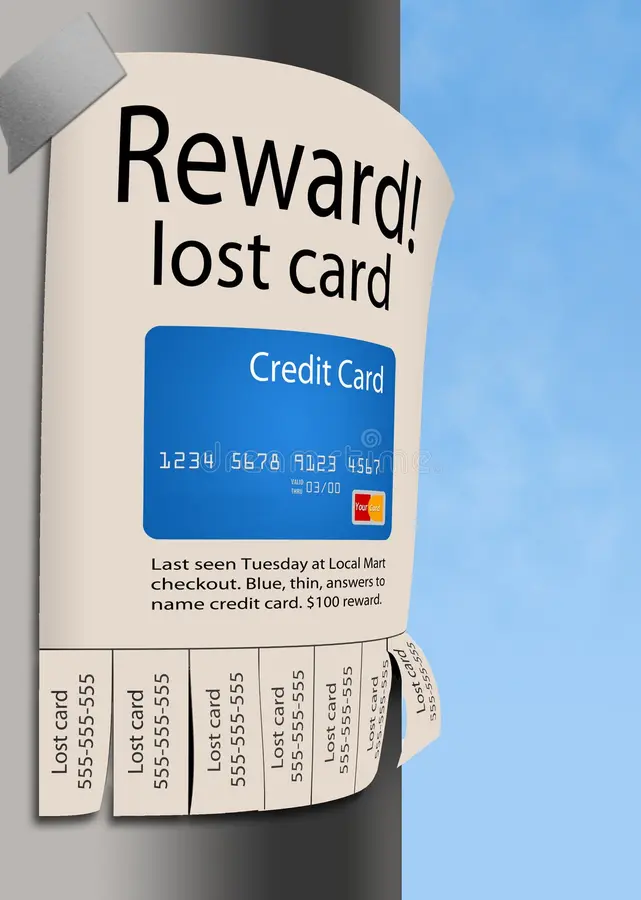 Reward!
lost card
Credit Card
1234 5678 9123 4567
VALID
THRU 03/00
Your Card
dreamstime
Last seen Tuesday at Local Mart
checkout. Blue, thin, answers to
name credit card. $100 reward.
Lost card
555-555-555
Lost card
555-555-555
Lost card
555-555-555
Lost card
555-555-555
Lost card
555-555-555
Lost card
555-555-555
Lost card
555-555-555